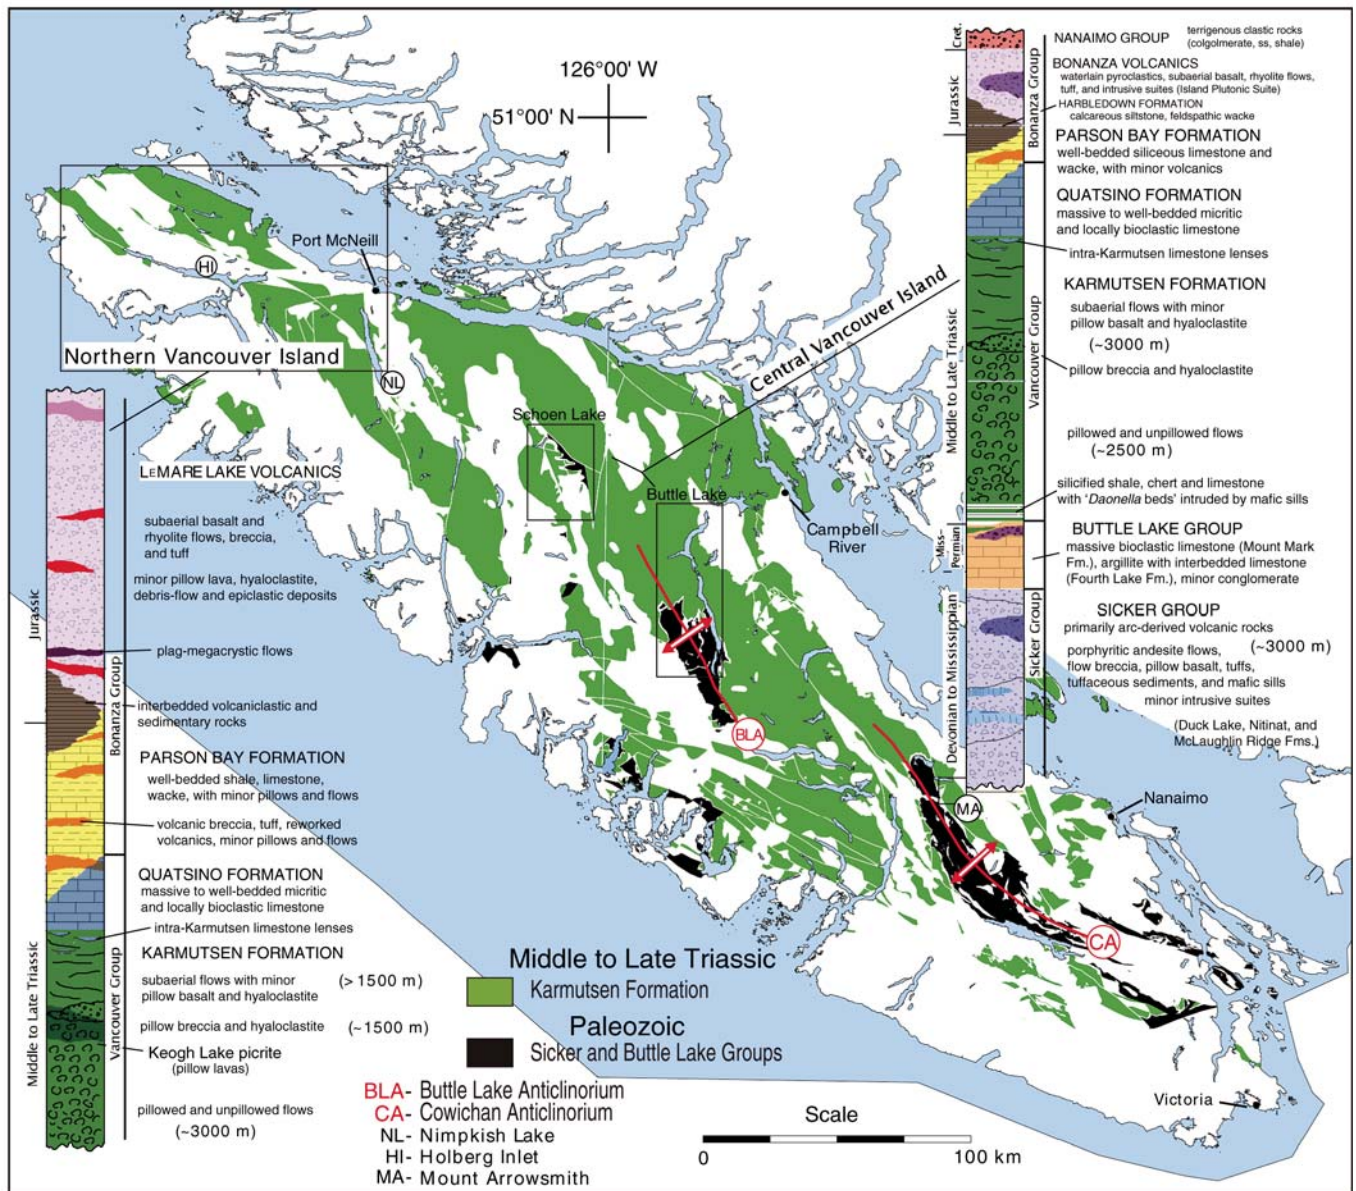 126°00' W
51°00' N
Port McNeill
HI
Northern Vancouver Island
NL
Schoen Lake
Central Vancouver Island
Buttle Lake
Campbell
River
BLA
MA
Nanaimo
CA
Victoria
Jurassic
Middle to Late Triassic
Bonanza Group
Vancouver Group
LEMARE LAKE VOLCANICS
subaerial basalt and
rhyolite flows, breccia,
and tuff
minor pillow lava, hyaloclastite,
debris-flow and epiclastic deposits
plag-megacrystic flows
interbedded volcaniclastic and
sedimentary rocks
PARSON BAY FORMATION
well-bedded shale, limestone,
wacke, with minor pillows and flows
volcanic breccia, tuff, reworked
volcanics, minor pillows and flows
QUATSINO FORMATION
massive to well-bedded micritic
and locally bioclastic limestone
intra-Karmutsen limestone lenses
KARMUTSEN FORMATION
subaerial flows with minor (> 1500 m)
pillow basalt and hyaloclastite
pillow breccia and hyaloclastite (~1500 m)
Keogh Lake picrite
(pillow lavas)
pillowed and unpillowed flows
(~3000 m)
Cret.
Jurassic
Middle to Late Triassic
Miss-
Permian
Devonian to Mississippian
Bonanza Group
Vancouver Group
Sicker Group
NANAIMO GROUP terrigenous clastic rocks
(colgolmerate, ss, shale)
BONANZA VOLCANICS
waterlain pyroclastics, subaerial basalt, rhyolite flows,
tuff, and intrusive suites (Island Plutonic Suite)
HARBLEDOWN FORMATION
calcareous siltstone, feldspathic wacke
PARSON BAY FORMATION
well-bedded siliceous limestone and
wacke, with minor volcanics
QUATSINO FORMATION
massive to well-bedded micritic
and locally bioclastic limestone
intra-Karmutsen limestone lenses
KARMUTSEN FORMATION
subaerial flows with minor
pillow basalt and hyaloclastite
(~3000 m)
pillow breccia and hyaloclastite
pillowed and unpillowed flows
(~2500 m)
silicified shale, chert and limestone
with 'Daonella beds' intruded by mafic sills
BUTTLE LAKE GROUP
massive bioclastic limestone (Mount Mark
Fm.), argillite with interbedded limestone
(Fourth Lake Fm.), minor conglomerate
SICKER GROUP
primarily arc-derived volcanic rocks
porphyritic andesite flows, (~3000 m)
flow breccia, pillow basalt, tuffs,
tuffaceous sediments, and mafic sills
minor intrusive suites
(Duck Lake, Nitinat, and
McLaughlin Ridge Fms.)
Middle to Late Triassic
Karmutsen Formation
Paleozoic
Sicker and Buttle Lake Groups
BLA- Buttle Lake Anticlinorium
CA- Cowichan Anticlinorium
NL- Nimpkish Lake
HI- Holberg Inlet
MA- Mount Arrowsmith
Scale
0 100 km